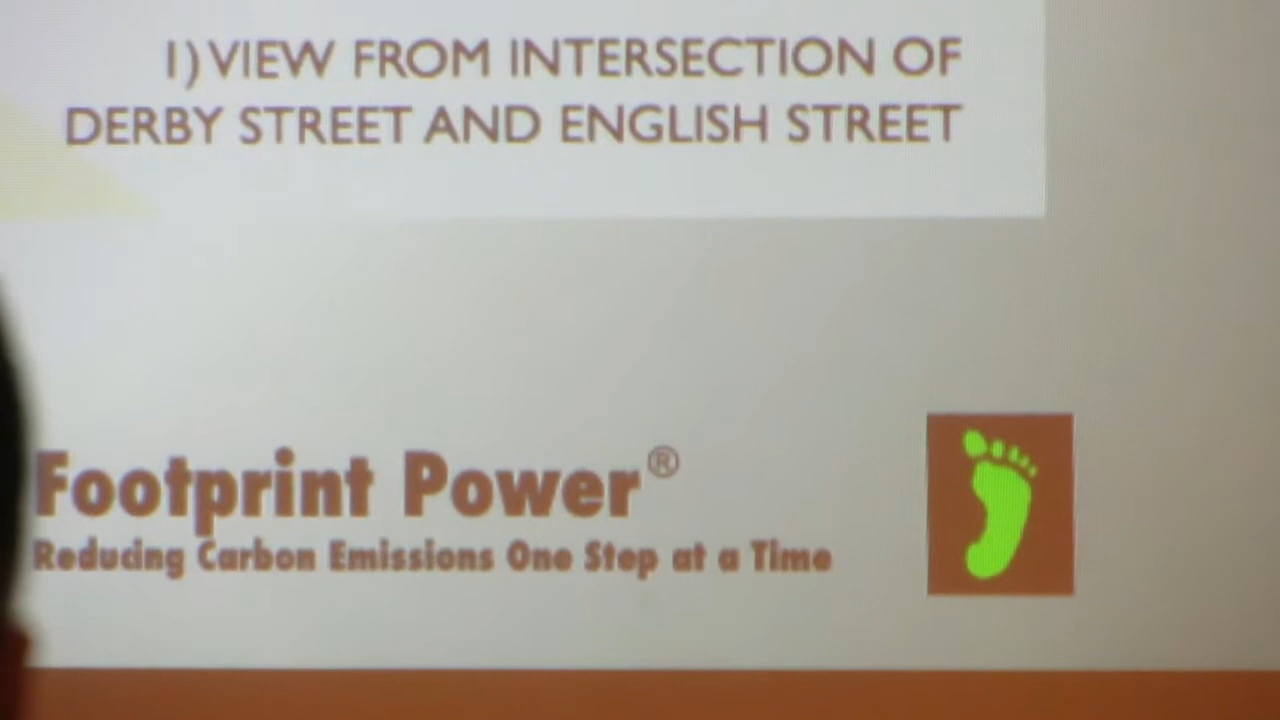 1) VIEW FROM INTERSECTION OF
DERBY STREET AND ENGLISH STREET
Footprint Power®
Reducing Carbon Emissions One Step at a Time